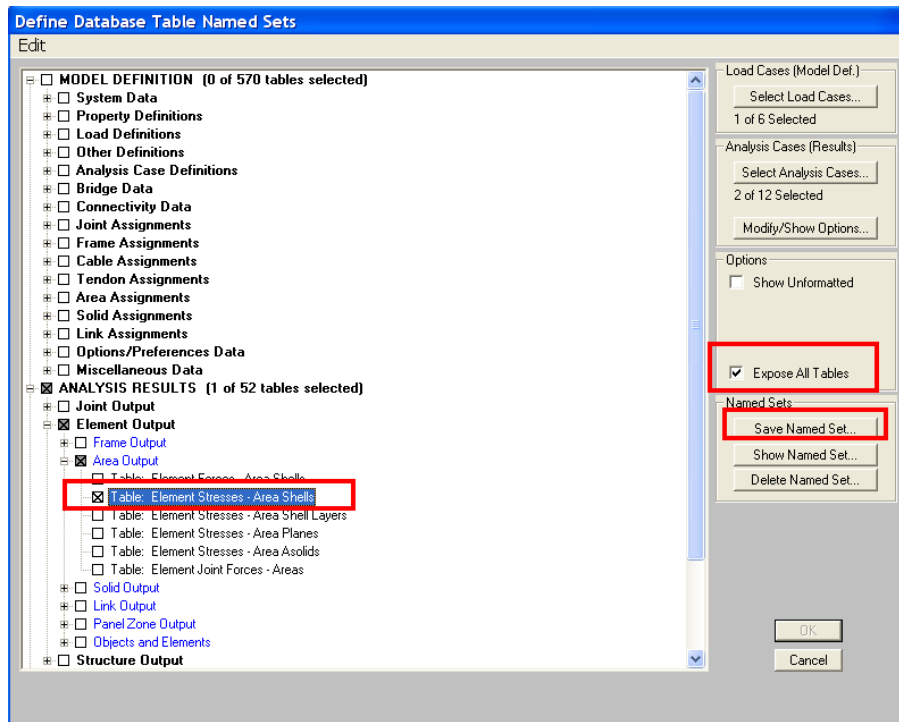 Define Database Table Named Sets
Edit
MODEL DEFINITION (0 of 570 tables selected)
System Data
Property Definitions
Load Definitions
Other Definitions
Analysis Case Definitions
Bridge Data
Connectivity Data
Joint Assignments
Frame Assignments
Cable Assignments
Tendon Assignments
Area Assignments
Solid Assignments
Link Assignments
Options/Preferences Data
Miscellaneous Data
ANALYSIS RESULTS (1 of 52 tables selected)
Joint Output
Element Output
Frame Output
Area Output
Table: Element Forces - Area Shells
Table: Element Stresses - Area Shells
Table: Element Stresses - Area Shell Layers
Table: Element Stresses - Area Planes
Table: Element Stresses - Area Asolids
Table: Element Joint Forces - Areas
Solid Output
Link Output
Panel Zone Output
Objects and Elements
Structure Output
Load Cases (Model Def.)
Select Load Cases...
1 of 6 Selected
Analysis Cases (Results)
Select Analysis Cases...
2 of 12 Selected
Modify/Show Options...
Options
Show Unformatted
Expose All Tables
Named Sets
Save Named Set...
Show Named Set...
Delete Named Set...
OK
Cancel